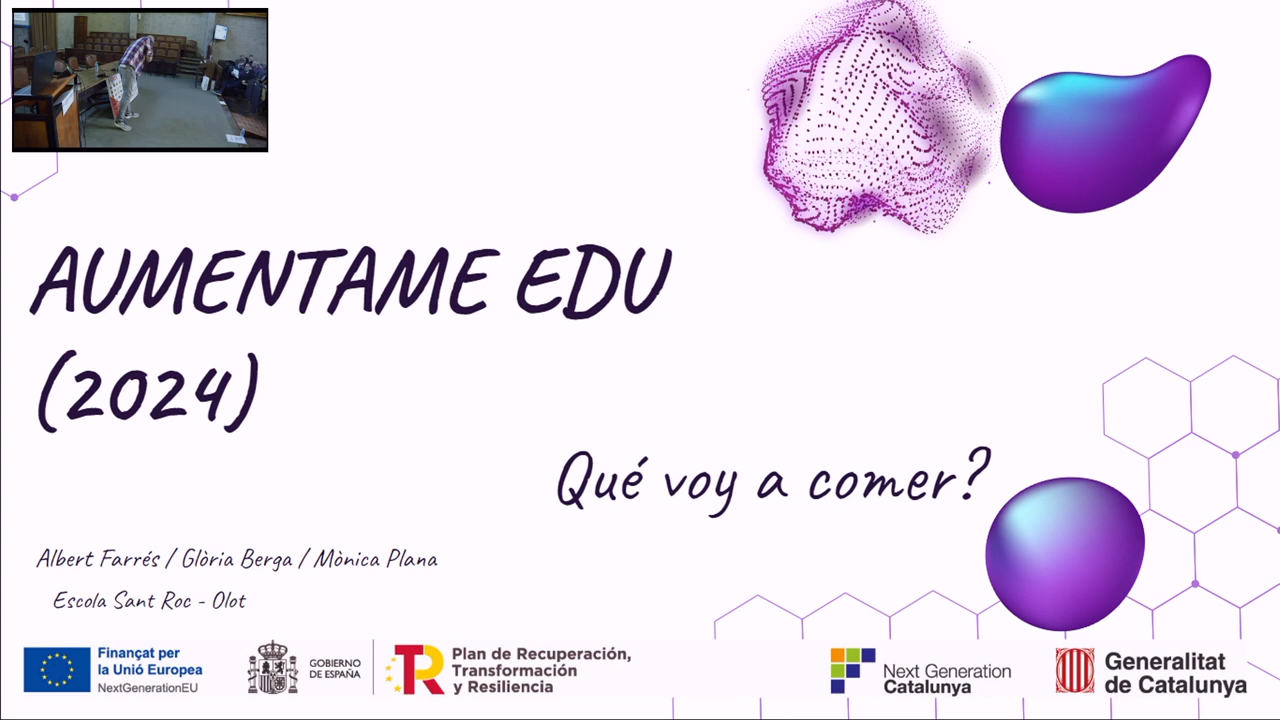 AUMENTAME EDU
(2024)
Qué voy a comer?
Albert Farrés / Glòria Berga / Mònica Plana
Escola Sant Roc - Olot
Finançat per
la Unió Europea
NextGenerationEU
GOBIERNO
DE ESPAÑA
TR
Plan de Recuperación,
Transformación
y Resiliencia
Next Generation
Catalunya
Generalitat
de Catalunya